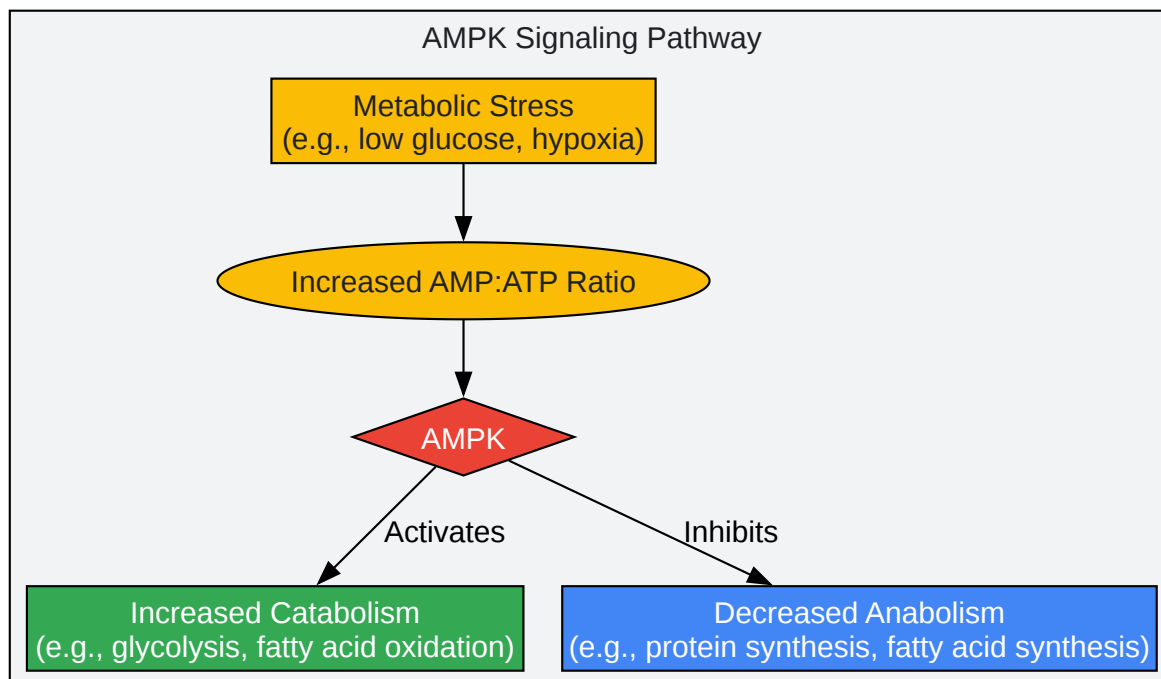 AMPK Signaling Pathway
Metabolic Stress
(e.g., low glucose, hypoxia)
Increased AMP:ATP Ratio
AMPK
Activates
Inhibits
Increased Catabolism
(e.g., glycolysis, fatty acid oxidation)
Decreased Anabolism
(e.g., protein synthesis, fatty acid synthesis)